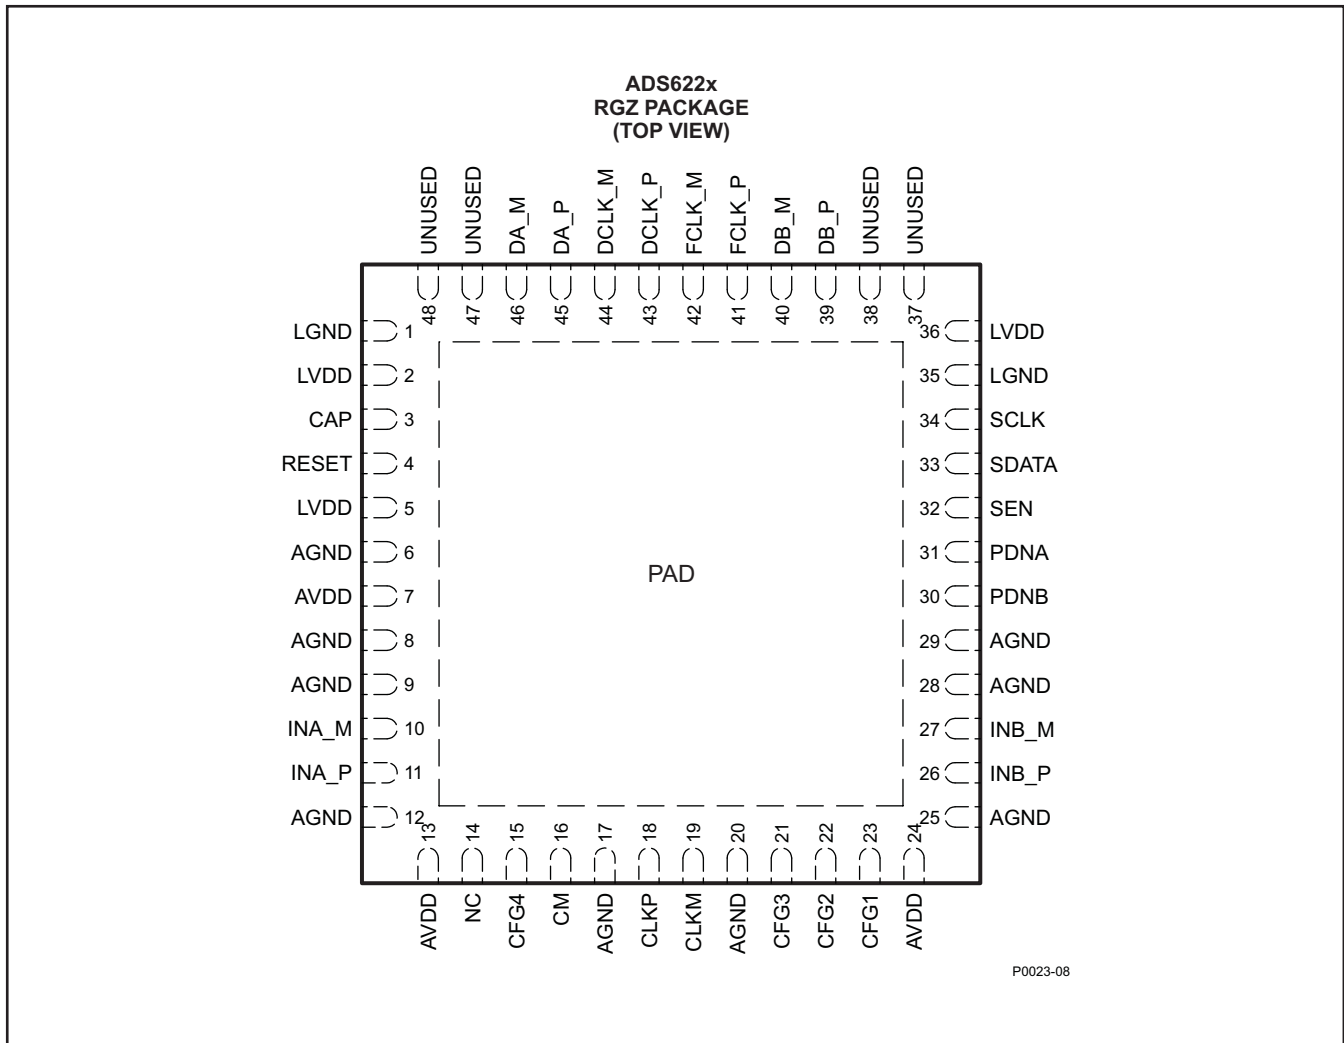 ADS622x
RGZ PACKAGE
(TOP VIEW)
UNUSED
UNUSED
DA_M
DA_P
DCLK_M
DCLK_P
FCLK_M
FCLK_P
DB_M
DB_P
UNUSED
UNUSED
48
47
46
45
44
43
42
41
40
39
38
37
LGND 1
LVDD 2
CAP 3
RESET 4
LVDD 5
AGND 6
AVDD 7
AGND 8
AGND 9
INA_M 10
INA_P 11
AGND 12
PAD
36 LVDD
35 LGND
34 SCLK
33 SDATA
32 SEN
31 PDNA
30 PDNB
29 AGND
28 AGND
27 INB_M
26 INB_P
25 AGND
13
14
15
16
17
18
19
20
21
22
23
24
AVDD
NC
CFG4
CM
AGND
CLKP
CLKM
AGND
CFG3
CFG2
CFG1
AVDD
P0023-08